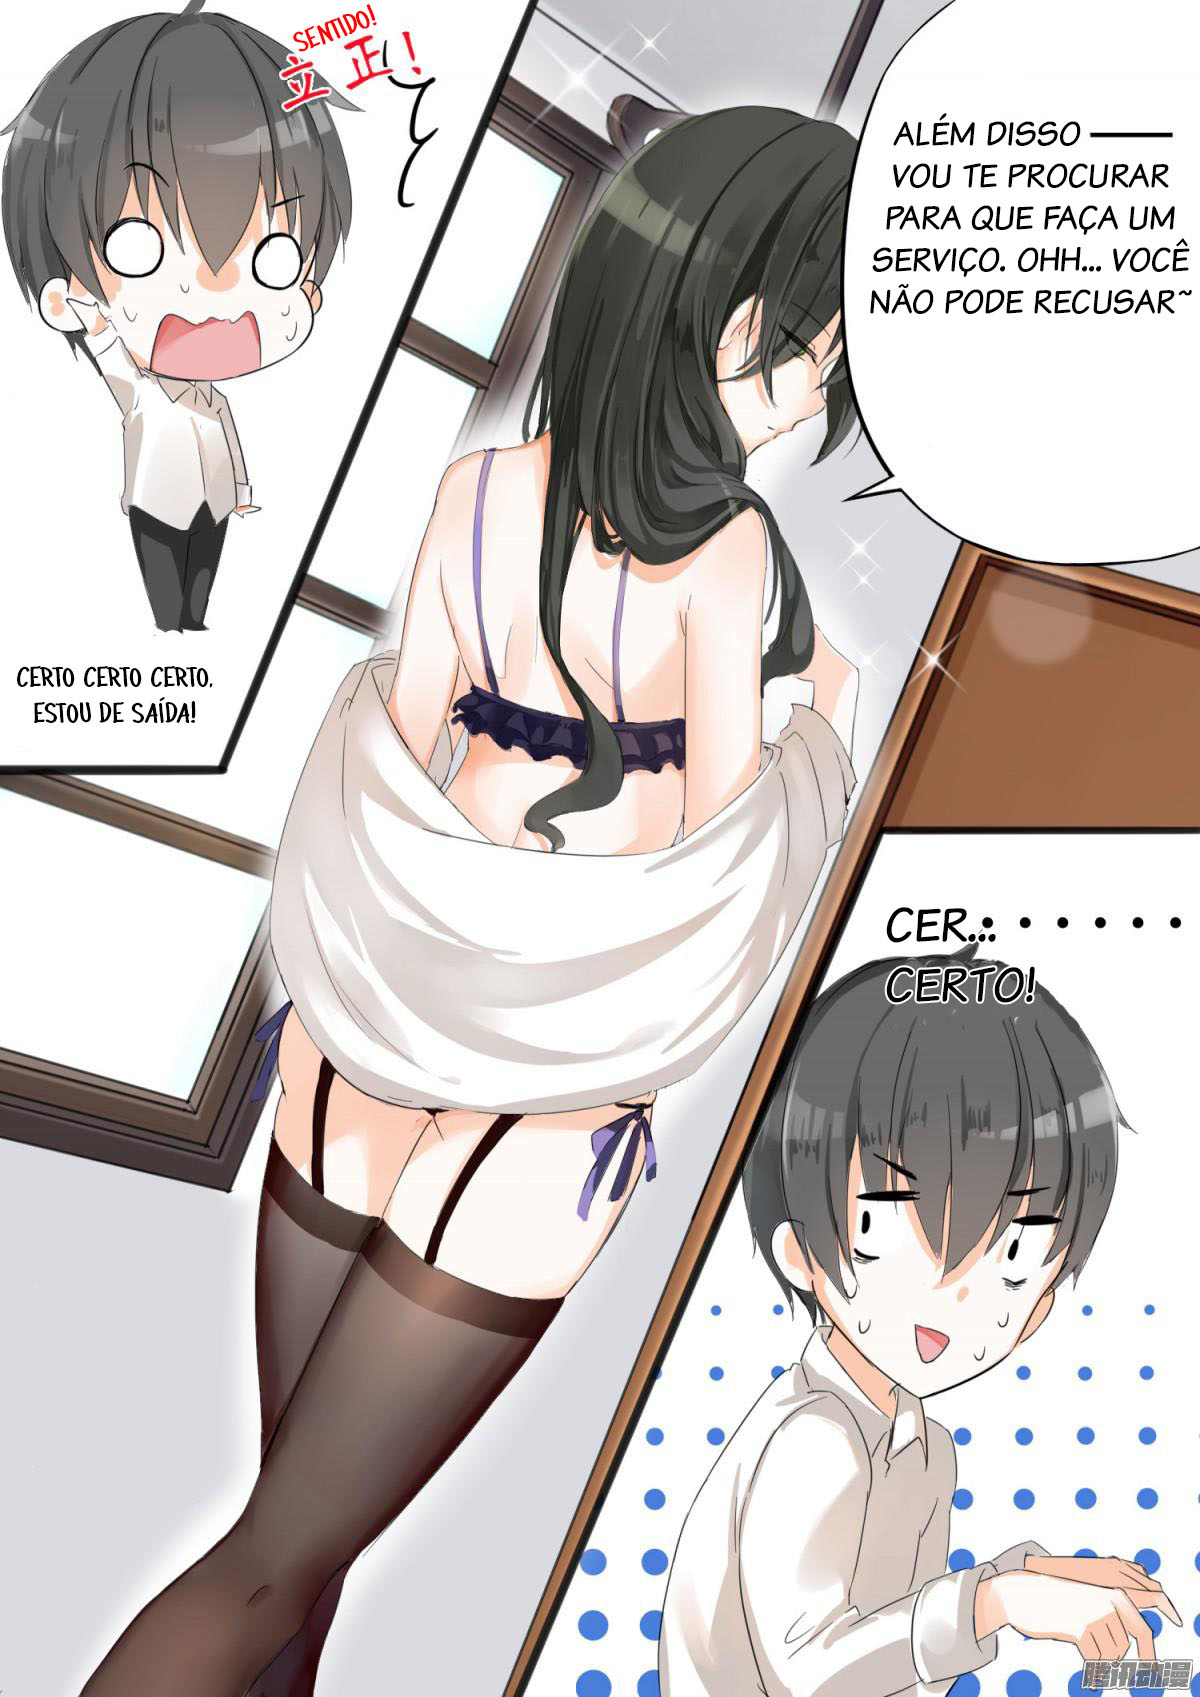 SENTIDO!
立正！
CERTO CERTO CERTO,
ESTOU DE SAÍDA!
ALÉM DISSO ——
VOU TE PROCURAR
PARA QUE FAÇA UM
SERVIÇO. OHH... VOCÊ
NÃO PODE RECUSAR~
CER... ······
CERTO!
腾讯动漫